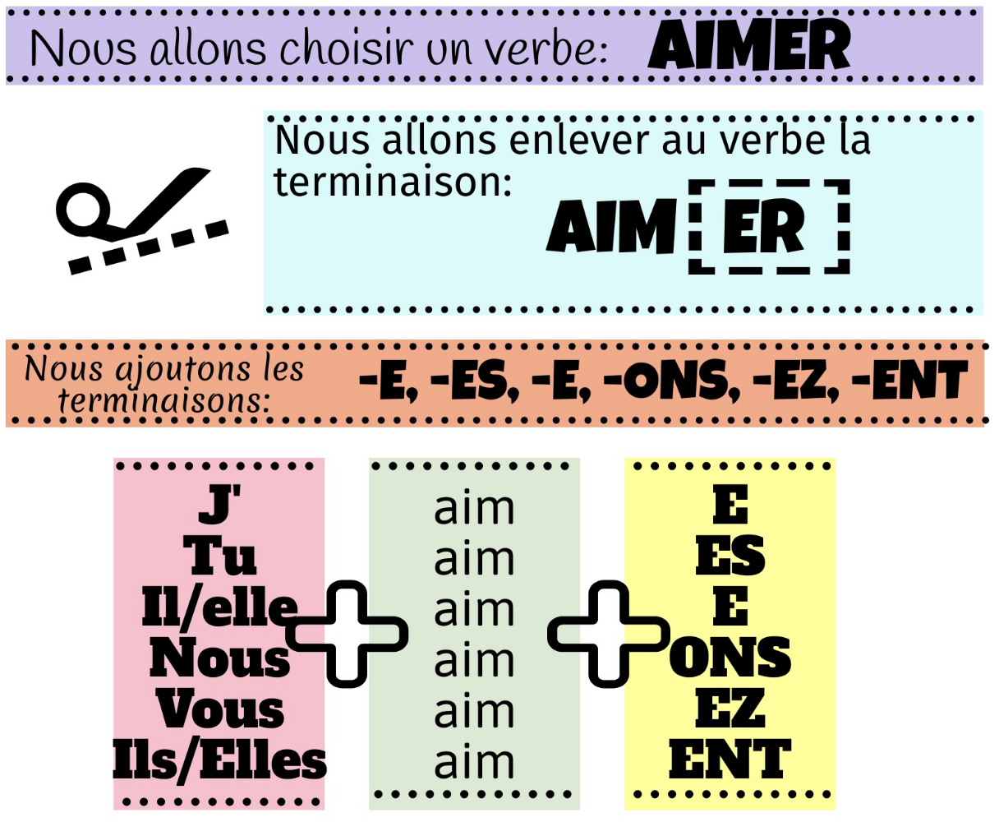 Nous allons choisir un verbe: AIMER
Nous allons enlever au verbe la
terminaison:
AIM ER
Nous ajoutons les
terminaisons:
-E, -ES, -E, -ONS, -EZ, -ENT
J' aim E
Tu aim ES
Il/elle aim E
Nous aim ONS
Vous aim EZ
Ils/Elles aim ENT